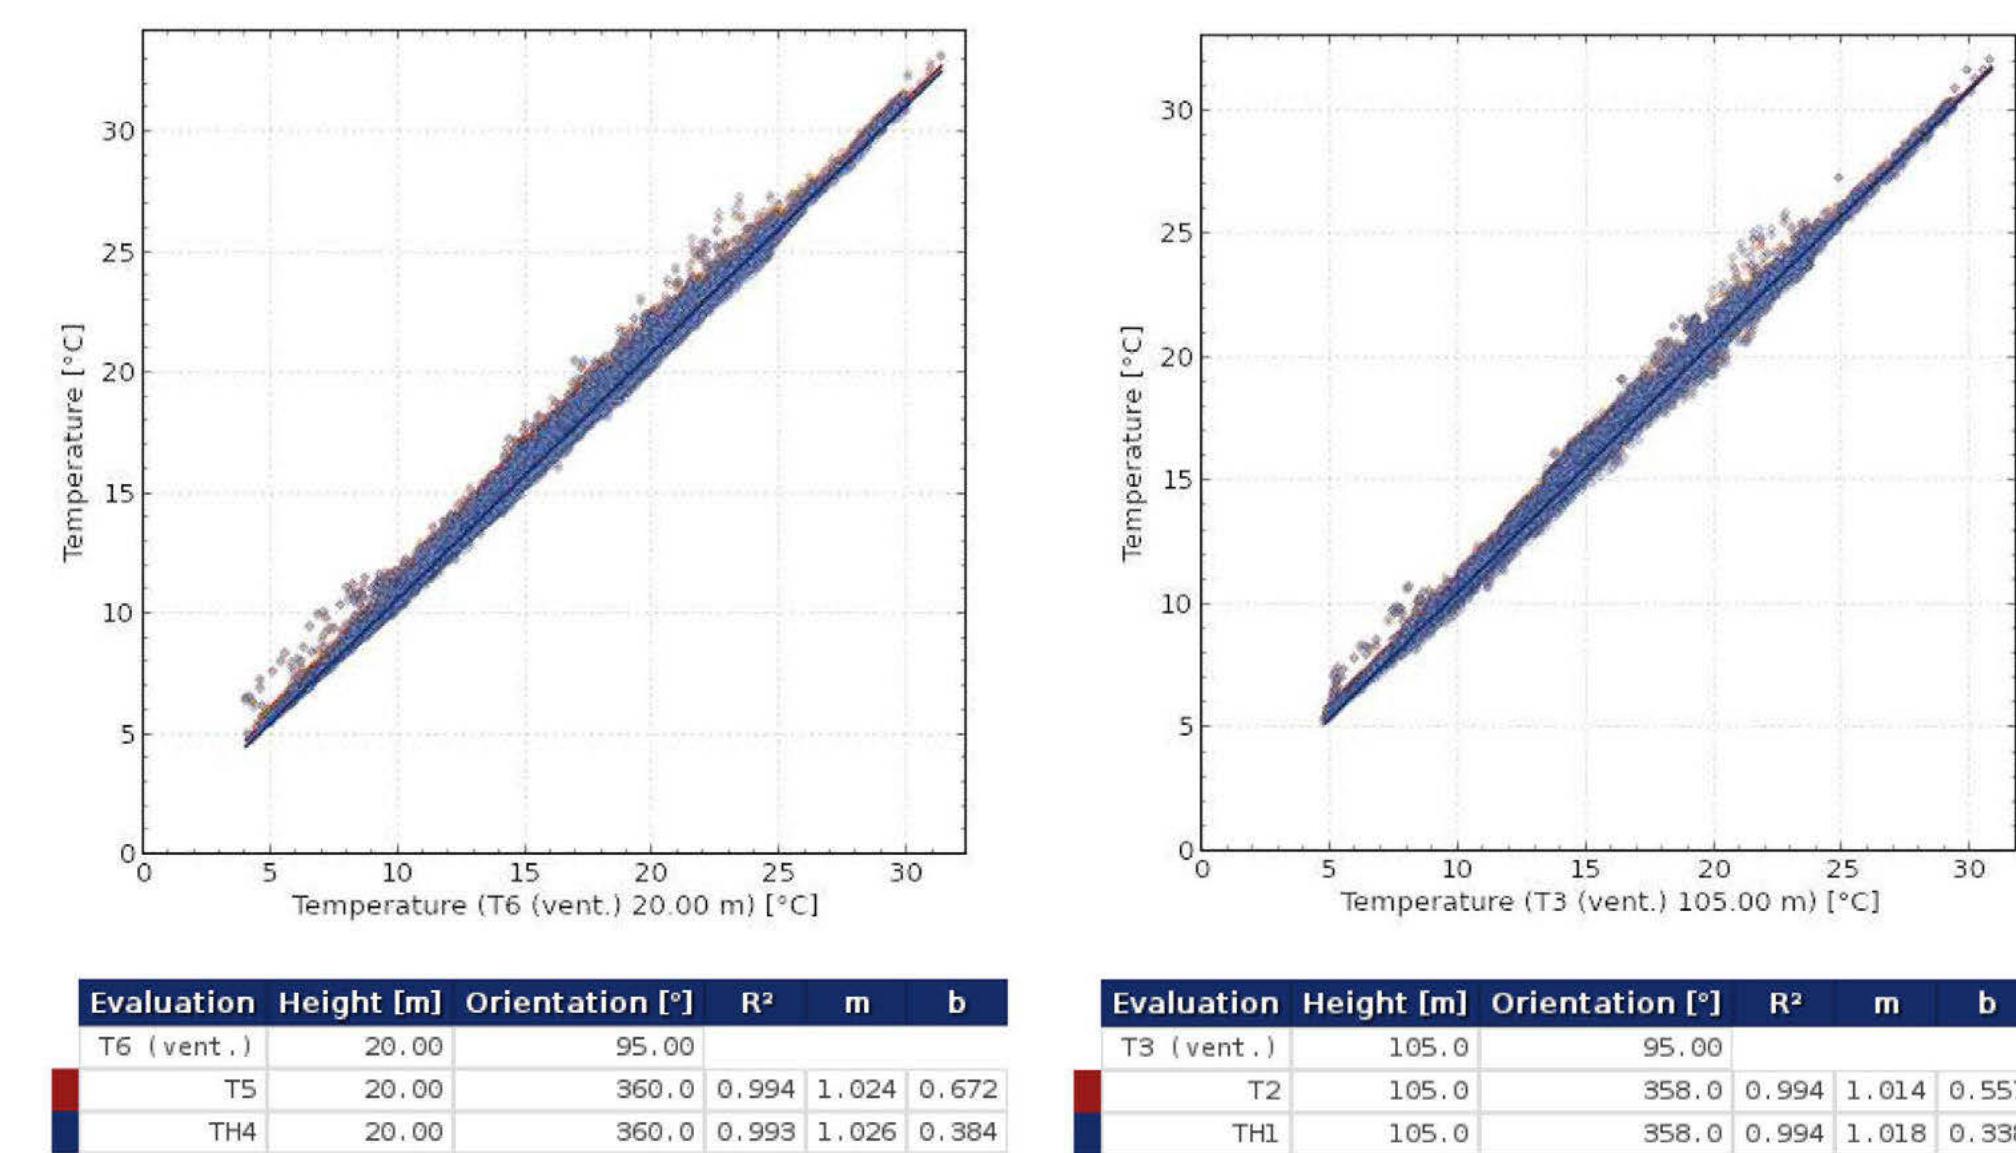 30
25
20
15
10
5
0
Temperature [°C]
0 5 10 15 20 25 30
Temperature (T6 (vent.) 20.00 m) [°C]
30
25
20
15
10
5
0
Temperature [°C]
0 5 10 15 20 25 30
Temperature (T3 (vent.) 105.00 m) [°C]
Evaluation Height [m] Orientation [°] R² m b
T6 (vent.) 20.00 95.00
T5 20.00 360.0 0.994 1.024 0.672
TH4 20.00 360.0 0.993 1.026 0.384
Evaluation Height [m] Orientation [°] R² m b
T3 (vent.) 105.0 95.00
T2 105.0 358.0 0.994 1.014
TH1 105.0 358.0 0.994 1.018